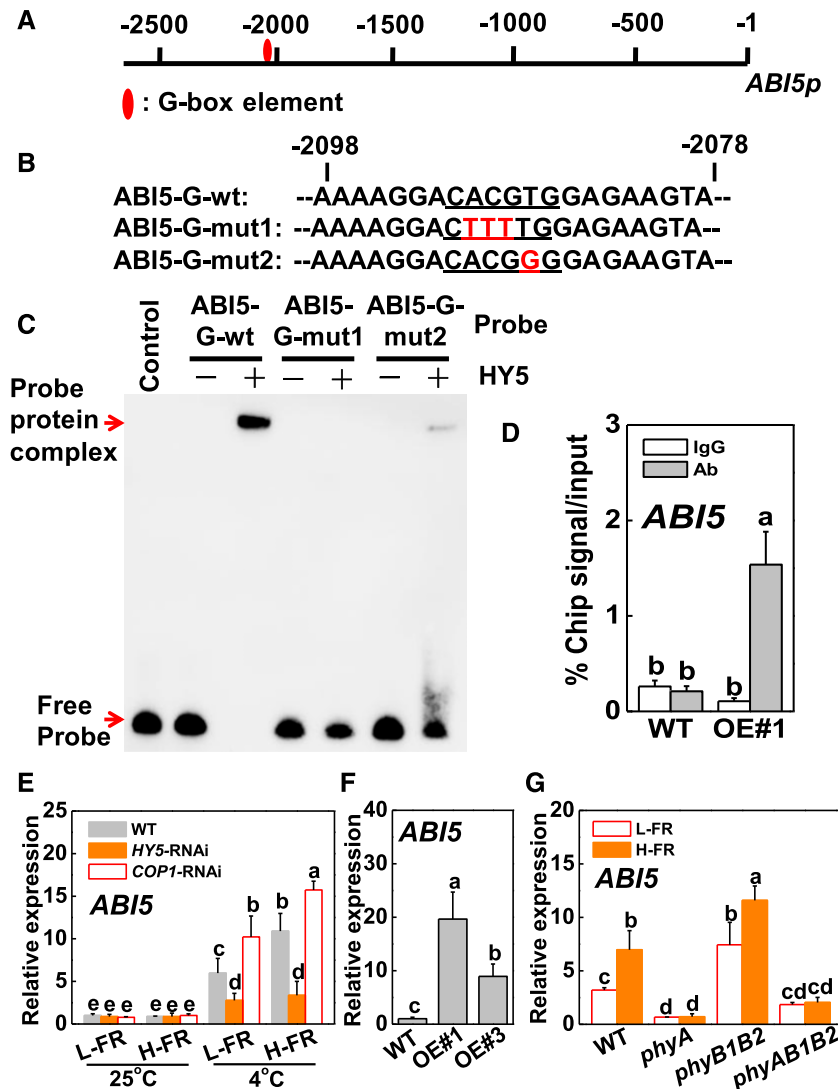 A
-2500 -2000 -1500 -1000 -500 -1
ABI5p
: G-box element
B
-2098 -2078
ABI5-G-wt: --AAAAGGACACGTGGAGAAGTA--
ABI5-G-mut1: --AAAAGGACTTTTGGAGAAGTA--
ABI5-G-mut2: --AAAAGGACACGGGGAGAAGTA--
C
Control
ABI5-G-wt
ABI5-G-mut1
ABI5-G-mut2
Probe
− + − + − + HY5
Probe protein complex
Free Probe
D
% Chip signal/input
3
2
1
0
IgG
Ab
ABI5
b b b a
WT OE#1
E
Relative expression
25
20
15
10
5
0
WT
HY5-RNAi
COP1-RNAi
ABI5
e e e e e e c d b b d a
L-FR H-FR L-FR H-FR
25°C 4°C
F
Relative expression
40
30
20
10
0
ABI5
c a b
WT OE#1 OE#3
G
Relative expression
20
15
10
5
0
L-FR
H-FR
ABI5
c b d d b a cd cd
WT phyA phyB1B2 phyAB1B2